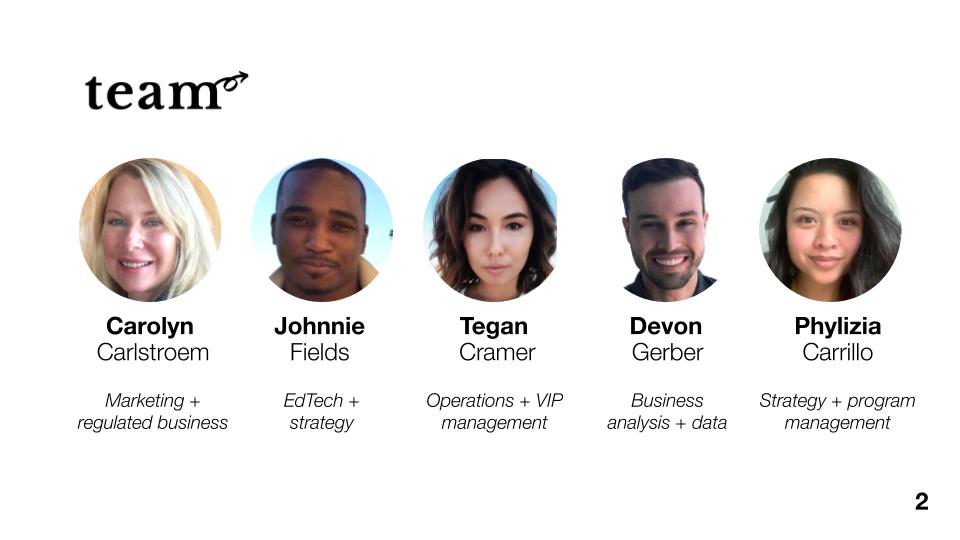 team
Carolyn
Carlstroem
Marketing +
regulated business
Johnnie
Fields
EdTech +
strategy
Tegan
Cramer
Operations + VIP
management
Devon
Gerber
Business
analysis + data
Phylizia
Carrillo
Strategy + program
management
2